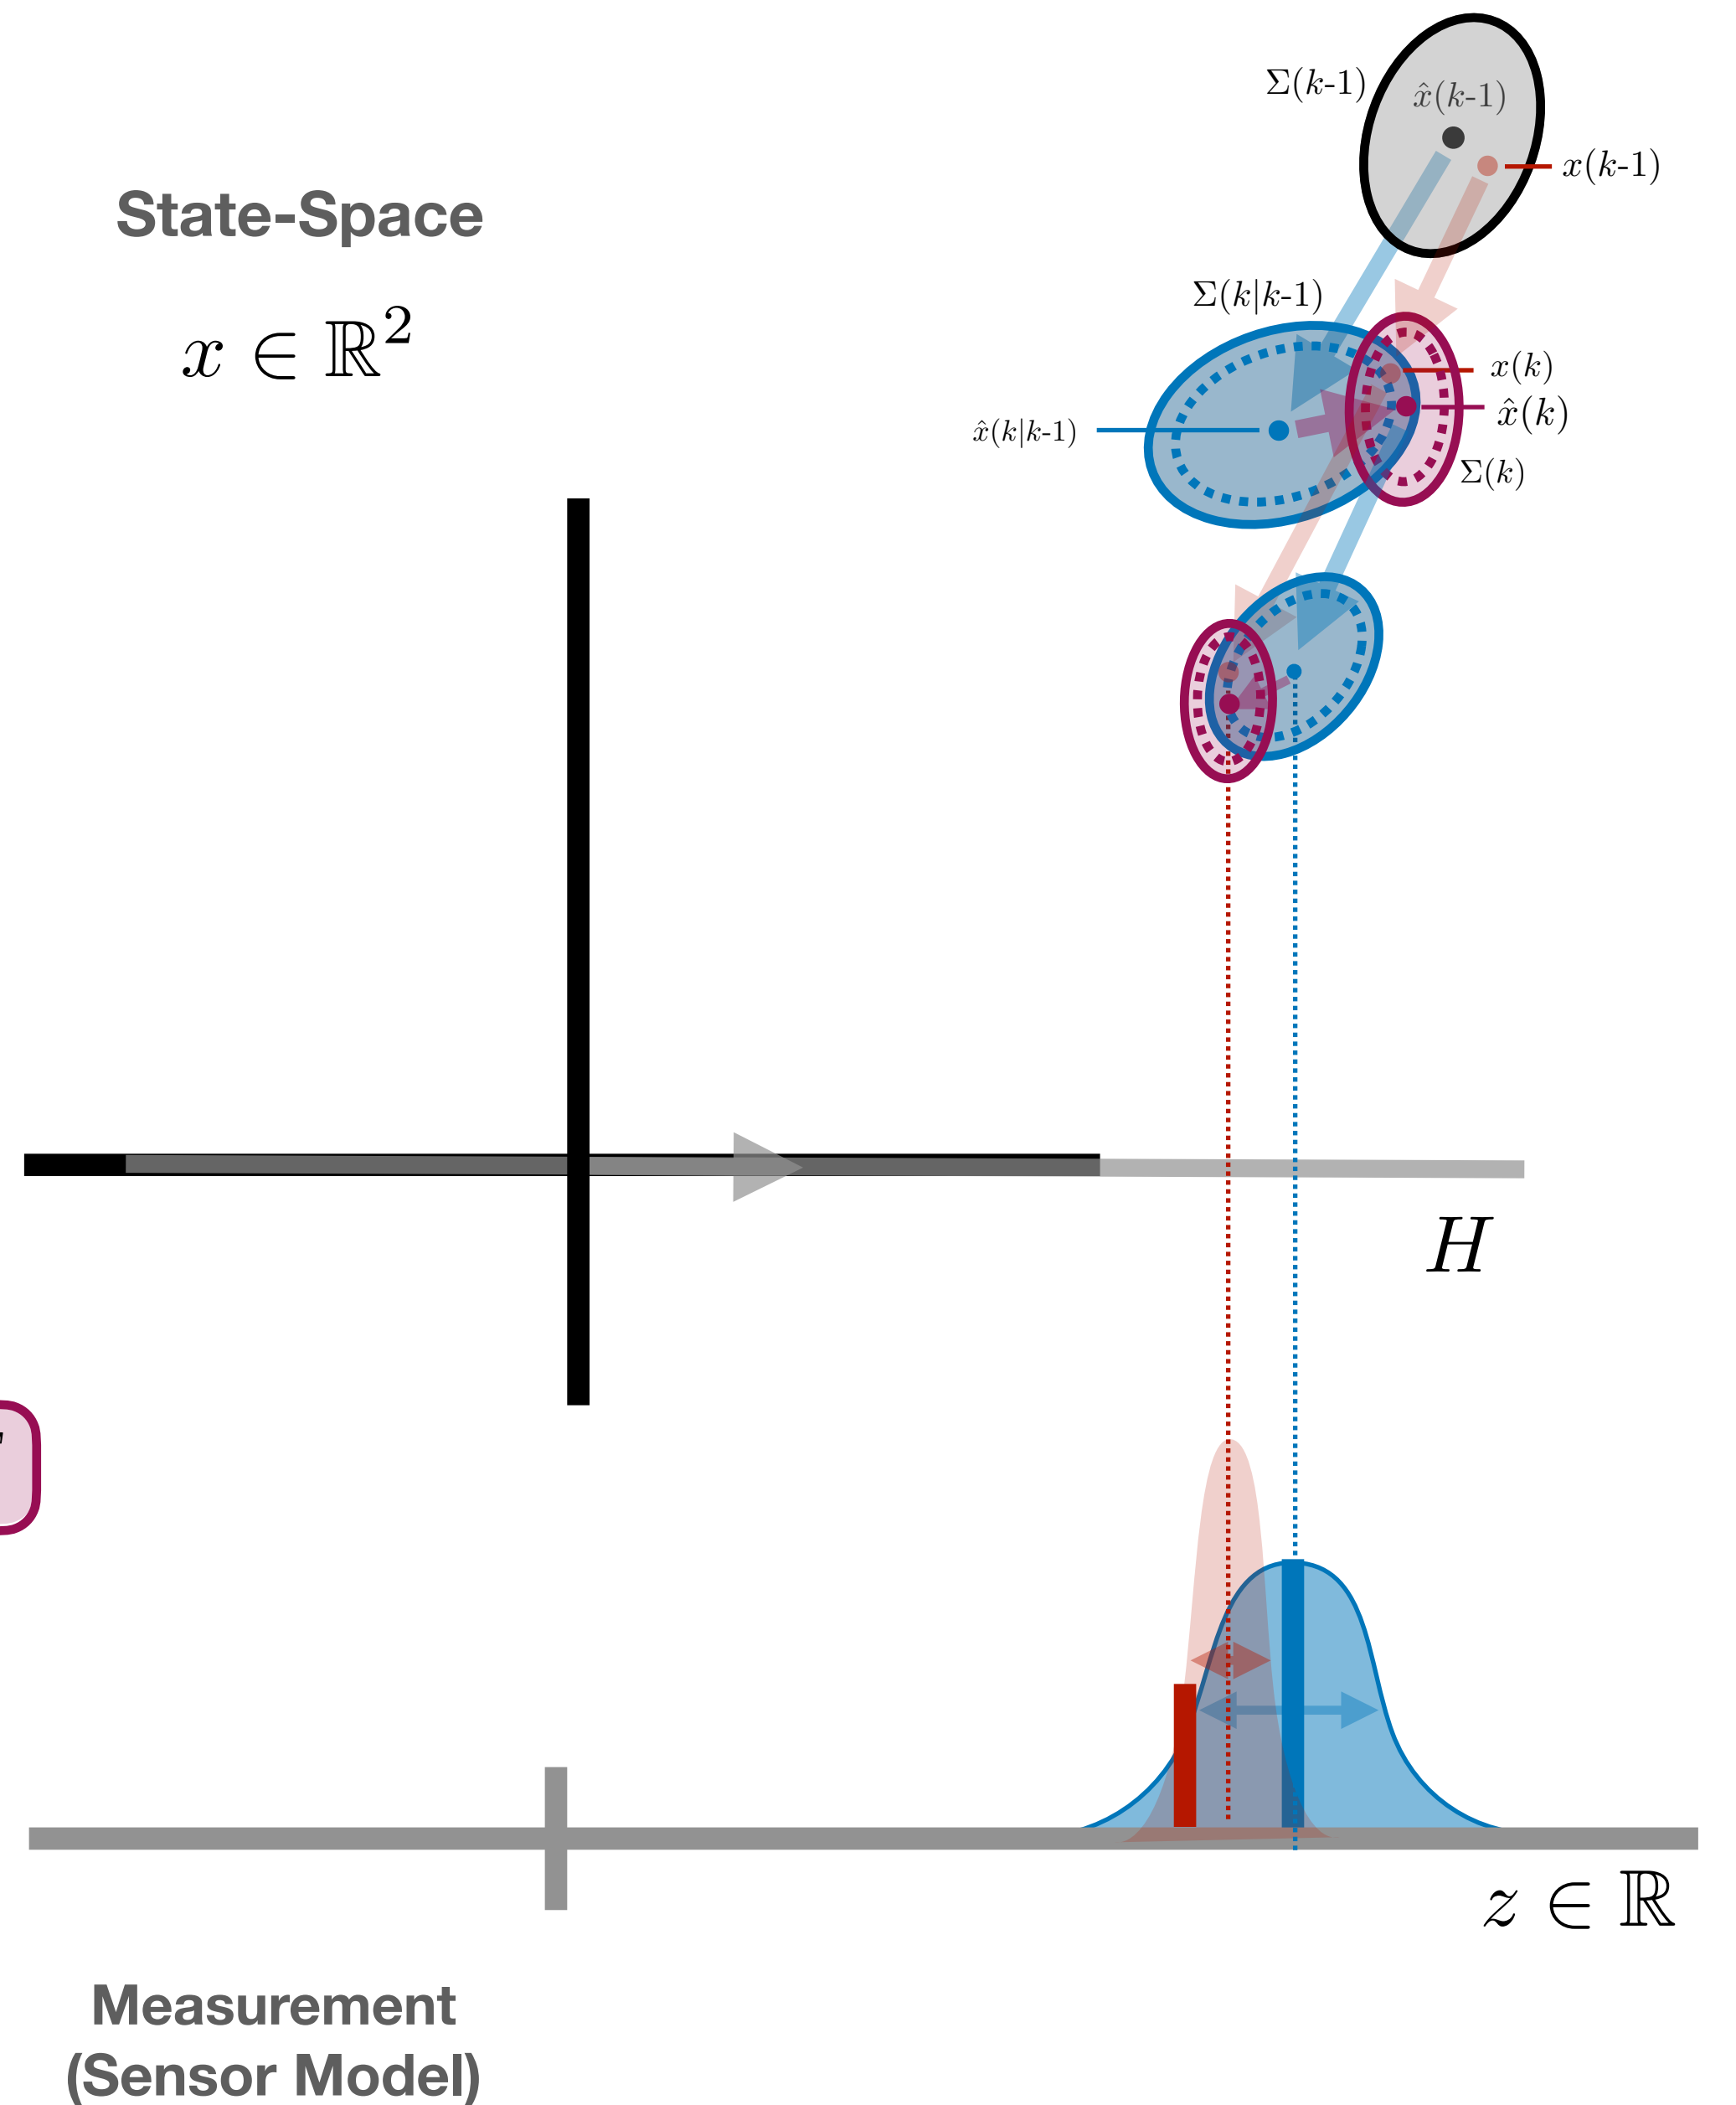 Σ(k-1)
x̂(k-1)
x(k-1)
State-Space
x ∈ ℝ²
Σ(k|k-1)
x(k)
x̂(k)
x̂(k|k-1)
Σ(k)
H
z ∈ ℝ
Measurement
(Sensor Model)